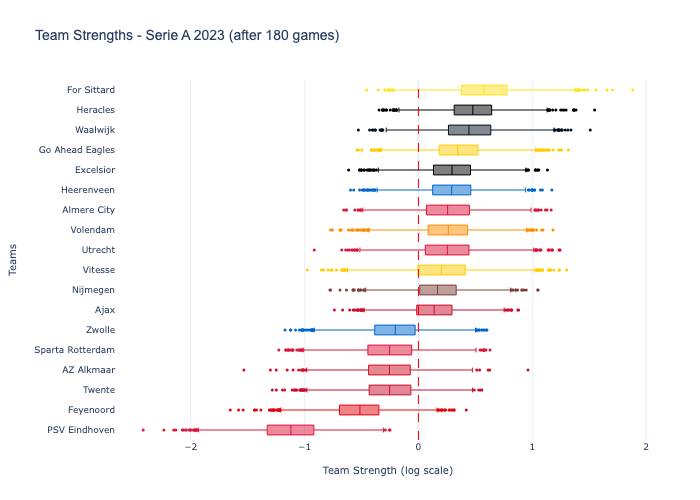 Team Strengths - Serie A 2023 (after 180 games)
For Sittard
Heracles
Waalwijk
Go Ahead Eagles
Excelsior
Heerenveen
Almere City
Volendam
Utrecht
Vitesse
Nijmegen
Ajax
Zwolle
Sparta Rotterdam
AZ Alkmaar
Twente
Feyenoord
PSV Eindhoven
Teams
−2 −1 0 1 2
Team Strength (log scale)